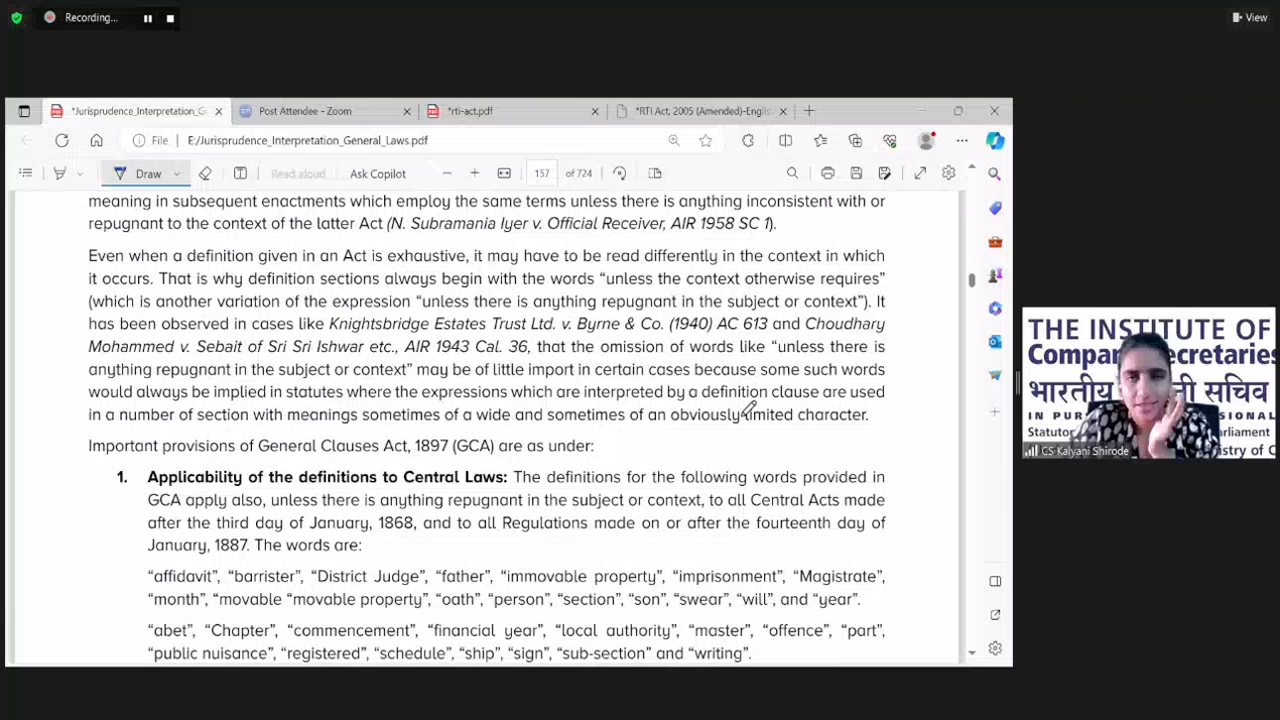 Recording...
View
*Jurisprudence_Interpretation_G
Post Attendee - Zoom
*rti-act.pdf
*RTI Act, 2005 (Amended)-Englis
File
E:/Jurisprudence_Interpretation_General_Laws.pdf
Draw
Read aloud
Ask Copilot
157
of 724
meaning in subsequent enactments which employ the same terms unless there is anything inconsistent with or
repugnant to the context of the latter Act (N. Subramania Iyer v. Official Receiver, AIR 1958 SC 1).
Even when a definition given in an Act is exhaustive, it may have to be read differently in the context in which
it occurs. That is why definition sections always begin with the words “unless the context otherwise requires”
(which is another variation of the expression “unless there is anything repugnant in the subject or context”). It
has been observed in cases like Knightsbridge Estates Trust Ltd. v. Byrne & Co. (1940) AC 613 and Choudhary
Mohammed v. Sebait of Sri Sri Ishwar etc., AIR 1943 Cal. 36, that the omission of words like “unless there is
anything repugnant in the subject or context” may be of little import in certain cases because some such words
would always be implied in statutes where the expressions which are interpreted by a definition clause are used
in a number of section with meanings sometimes of a wide and sometimes of an obviously limited character.
Important provisions of General Clauses Act, 1897 (GCA) are as under:
1. Applicability of the definitions to Central Laws: The definitions for the following words provided in
GCA apply also, unless there is anything repugnant in the subject or context, to all Central Acts made
after the third day of January, 1868, and to all Regulations made on or after the fourteenth day of
January, 1887. The words are:
“affidavit”, “barrister”, “District Judge”, “father”, “immovable property”, “imprisonment”, “Magistrate”,
“month”, “movable “movable property”, “oath”, “person”, “section”, “son”, “swear”, “will”, and “year”.
“abet”, “Chapter”, “commencement”, “financial year”, “local authority”, “master”, “offence”, “part”,
“public nuisance”, “registered”, “schedule”, “ship”, “sign”, “sub-section” and “writing”.
THE INSTITUTE OF
Secretaries
भारतीय सचिव
IN PUR
Statutor
CS Kalyani Shirode